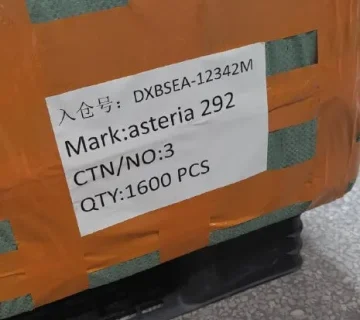 入仓号： DXBSEA-12342M
Mark:asteria 292
CTN/NO:3
QTY:1600 PCS